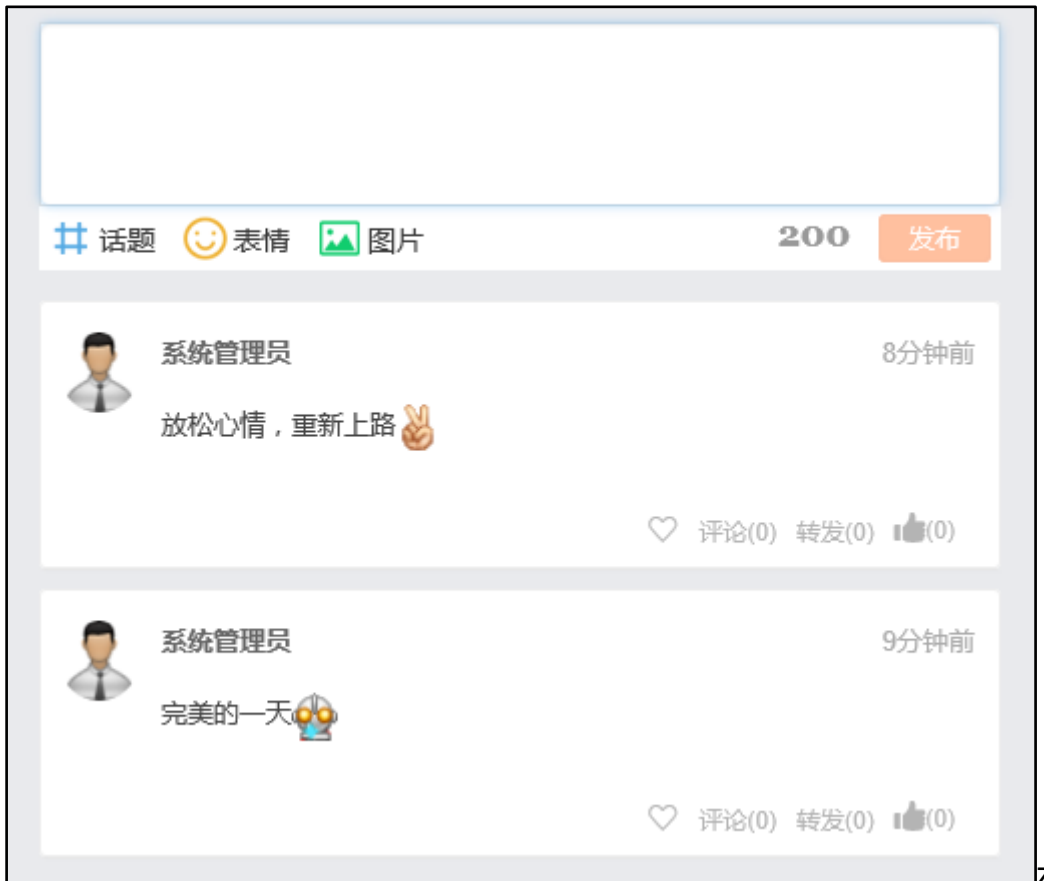 话题 表情 图片 200 发布
系统管理员 8分钟前
放松心情，重新上路
评论(0) 转发(0) (0)
系统管理员 9分钟前
完美的一天
评论(0) 转发(0) (0)